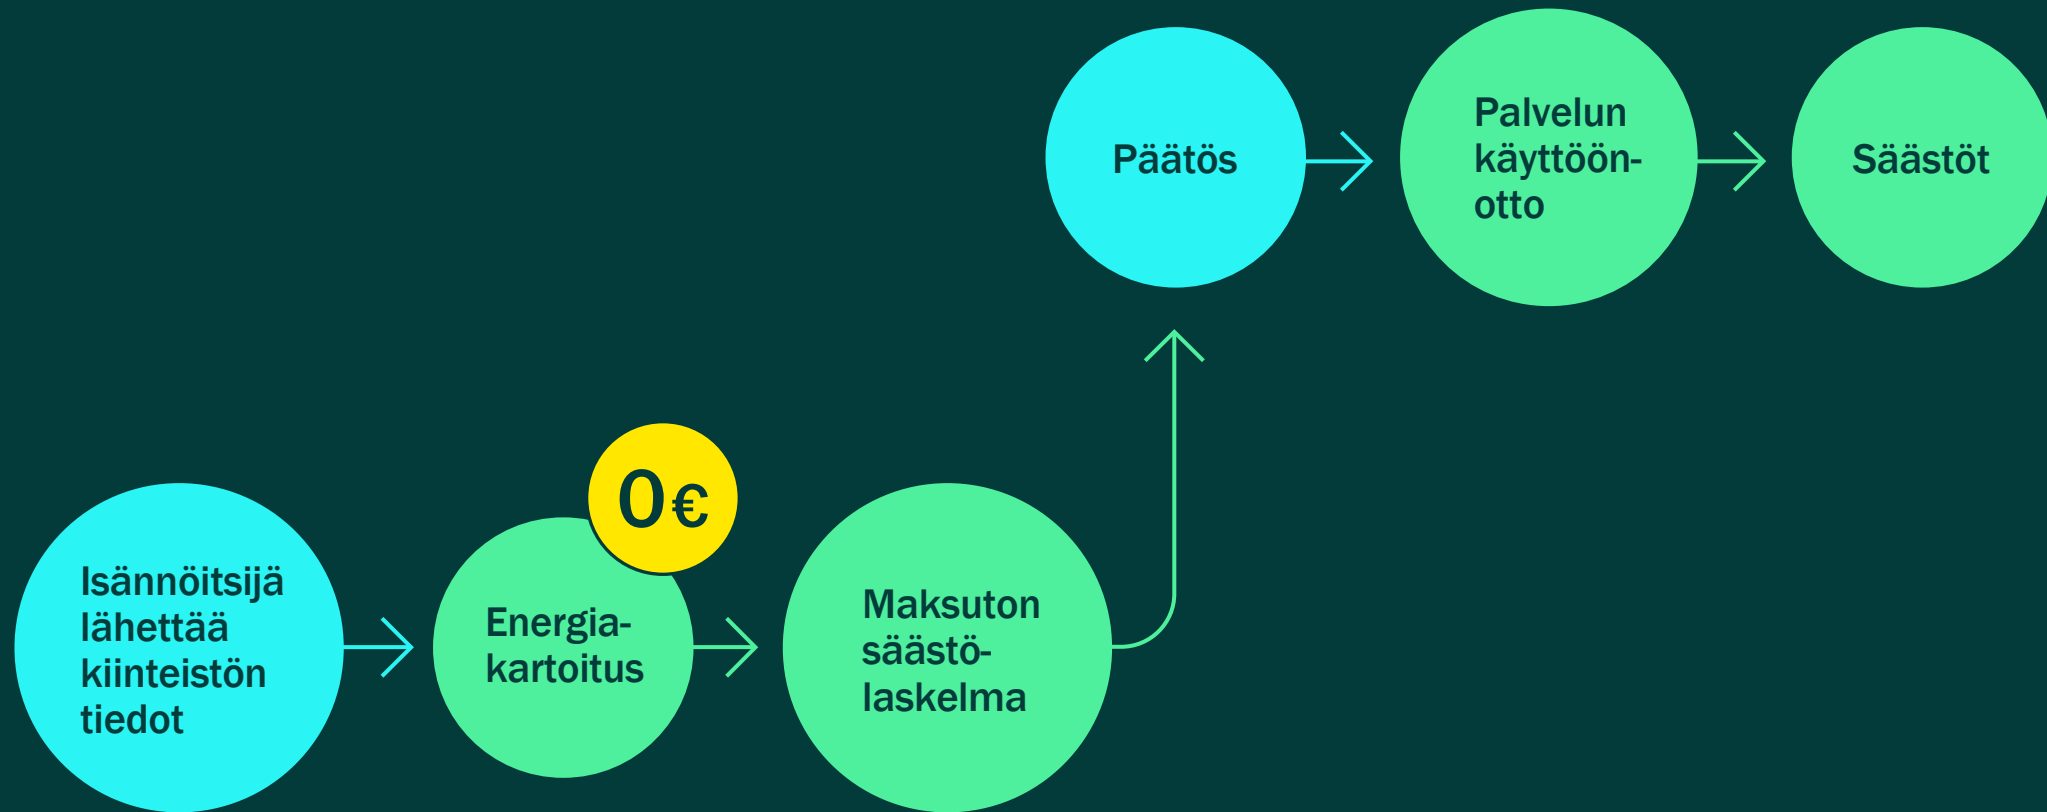 Isännöitsijä
lähettää
kiinteistön
tiedot
0 €
Energia-
kartoitus
Maksuton
säästö-
laskelma
Päätös
Palvelun
käyttöön-
otto
Säästöt